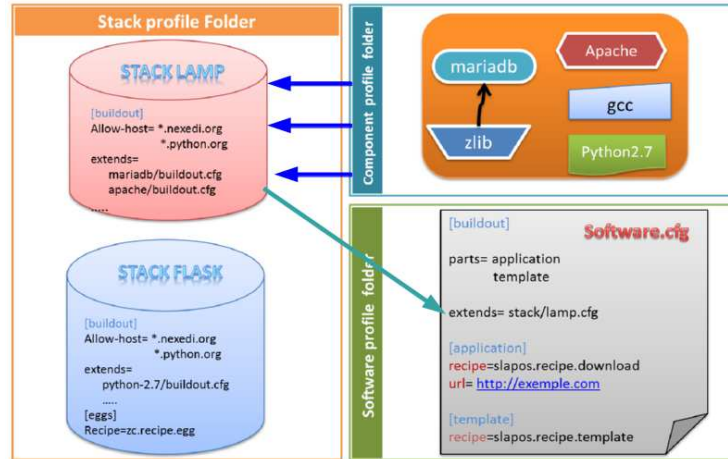 Stack profile Folder
STACK LAMP
[buildout]
Allow-host= *.nexedi.org
*.python.org
extends=
mariadb/buildout.cfg
apache/buildout.cfg
.....
STACK FLASK
[buildout]
Allow-host= *.nexedi.org
*.python.org
extends=
python-2.7/buildout.cfg
.....
[eggs]
Recipe=zc.recipe.egg
Component profile folder
mariadb
Apache
zlib
gcc
Python2.7
Software profile folder
[buildout]
Software.cfg
parts= application
template
extends= stack/lamp.cfg
[application]
recipe=slapos.recipe.download
url= http://exemple.com
[template]
recipe=slapos.recipe.template